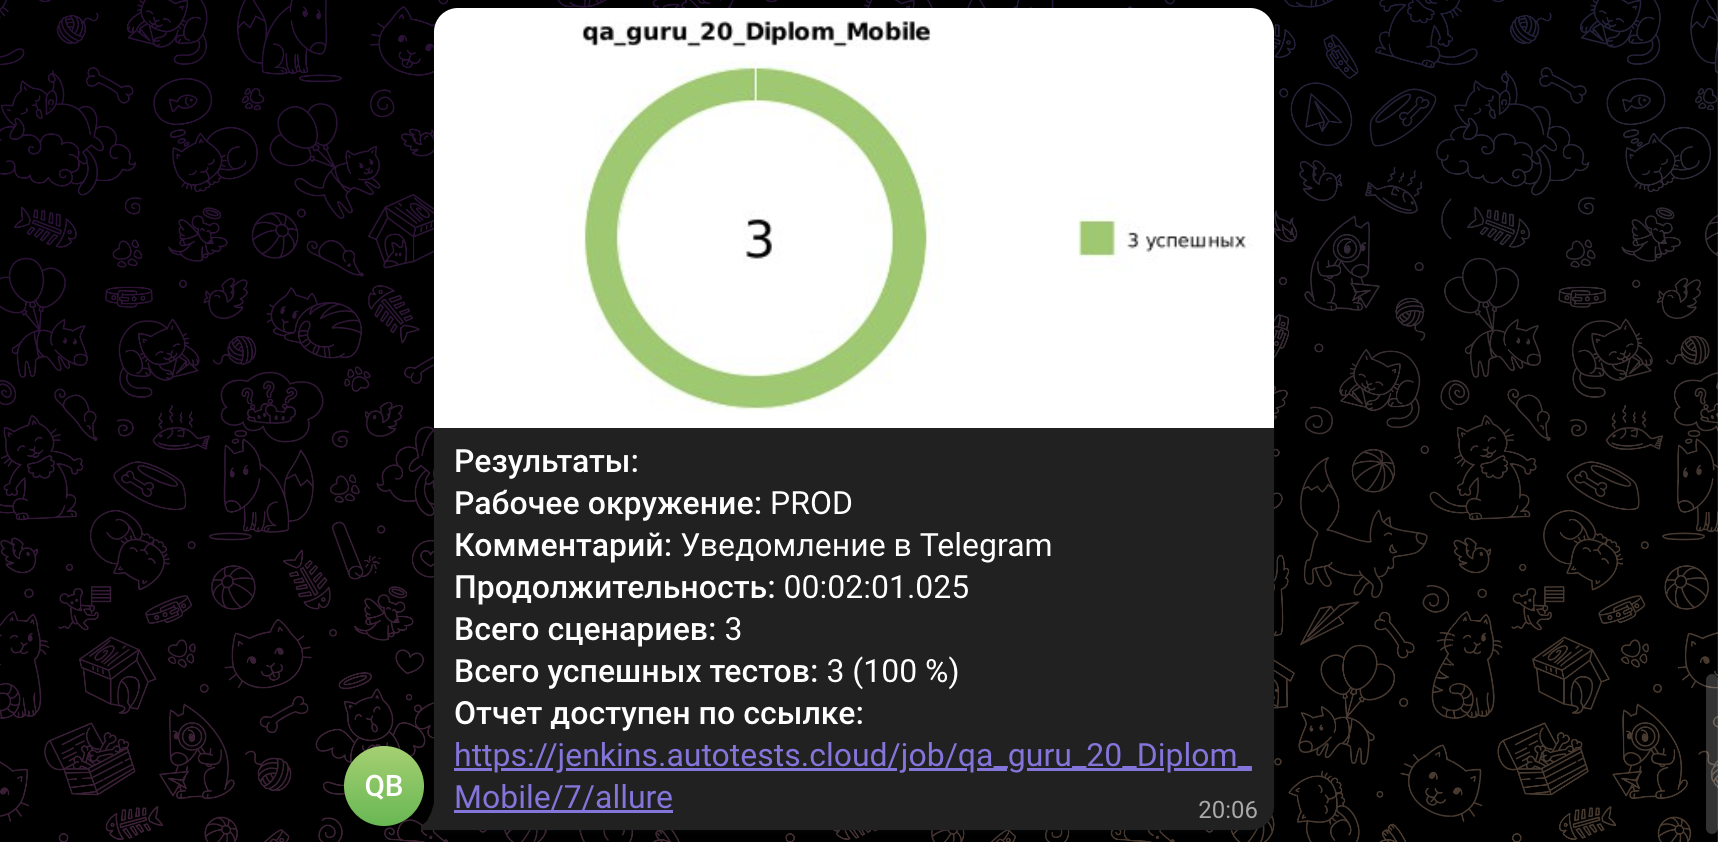 qa_guru_20_Diplom_Mobile
3
3 успешных
Результаты:
Рабочее окружение: PROD
Комментарий: Уведомление в Telegram
Продолжительность: 00:02:01.025
Всего сценариев: 3
Всего успешных тестов: 3 (100 %)
Отчет доступен по ссылке:
https://jenkins.autotests.cloud/job/qa_guru_20_Diplom_
Mobile/7/allure
QB
20:06